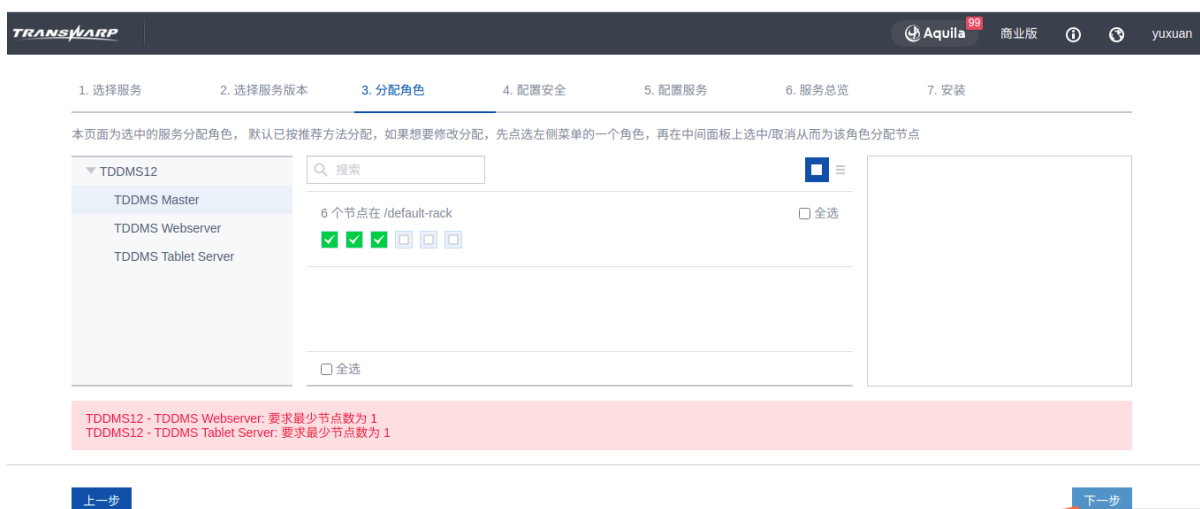 TRANSWARP
Aquila 99 商业版 yuxuan
1. 选择服务 2. 选择服务版本 3. 分配角色 4. 配置安全 5. 配置服务 6. 服务总览 7. 安装
本页面为选中的服务分配角色， 默认已按推荐方法分配，如果想要修改分配，先点选左侧菜单的一个角色，再在中间面板上选中/取消从而为该角色分配节点
TDDMS12
TDDMS Master
TDDMS Webserver
TDDMS Tablet Server
搜索
6 个节点在 /default-rack
全选
全选
TDDMS12 - TDDMS Webserver: 要求最少节点数为 1
TDDMS12 - TDDMS Tablet Server: 要求最少节点数为 1
上一步
下一步